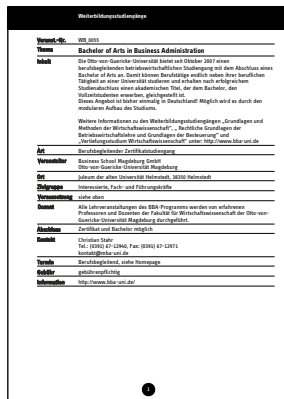 Weiterbildungsstudiengänge
Veranst.-Nr. WB_0055
Thema Bachelor of Arts in Business Administration
Inhalt Die Otto-von-Guericke-Universität bietet seit Oktober 2007 einen
berufsbegleitenden betriebswirtschaftlichen Studiengang mit dem Abschluss eines
Bachelor of Arts an. Damit können Berufstätige endlich neben ihrer beruflichen
Tätigkeit an einer Universität studieren und erhalten nach erfolgreichem
Studienabschluss einen akademischen Titel, der dem Bachelor, den
Vollzeitstudenten erwerben, gleichgestellt ist.
Dieses Angebot ist bisher einmalig in Deutschland! Möglich wird es durch den
modularen Aufbau des Studiums.
Weitere Informationen zu den Weiterbildungsstudiengängen „Grundlagen und
Methoden der Wirtschaftswissenschaft“, „ Rechtliche Grundlagen der
Betriebswirtschaftslehre und Grundlagen der Besteuerung“ und
„Vertiefungsstudium Wirtschaftswissenschaft“ unter: http://www.bba-uni.de
Art Berufsbegleitender Zertifikatsstudiengang
Veranstalter Business School Magdeburg GmbH
Otto-von-Guericke-Universität Magdeburg
Ort Juleum der alten Universität Helmstedt, 38350 Helmstedt
Zielgruppe Interessierte, Fach- und Führungskräfte
Voraussetzung siehe oben
Dozent Alle Lehrveranstaltungen des BBA-Programms werden von erfahrenen
Professoren und Dozenten der Fakultät für Wirtschaftswissenschaft der Otto-von-
Guericke-Universität Magdeburg durchgeführt.
Abschluss Zertifikat und Bachelor möglich
Kontakt Christian Stahr
Tel.: (0391) 67-12940, Fax: (0391) 67-12971
kontakt@mba-uni.de
Termin Berufsbegleitend, siehe Homepage
Gebühr gebührenpflichtig
Information http://www.bba-uni.de/
1